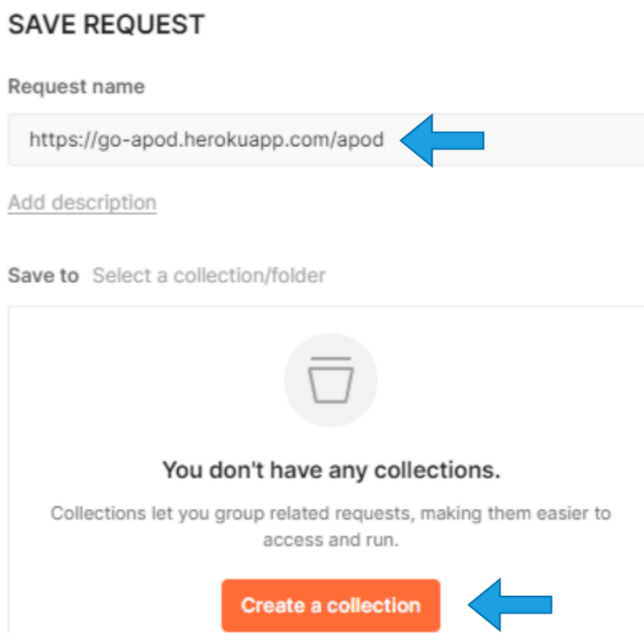 SAVE REQUEST
Request name
https://go-apod.herokuapp.com/apod
Add description
Save to Select a collection/folder
You don't have any collections.
Collections let you group related requests, making them easier to
access and run.
Create a collection